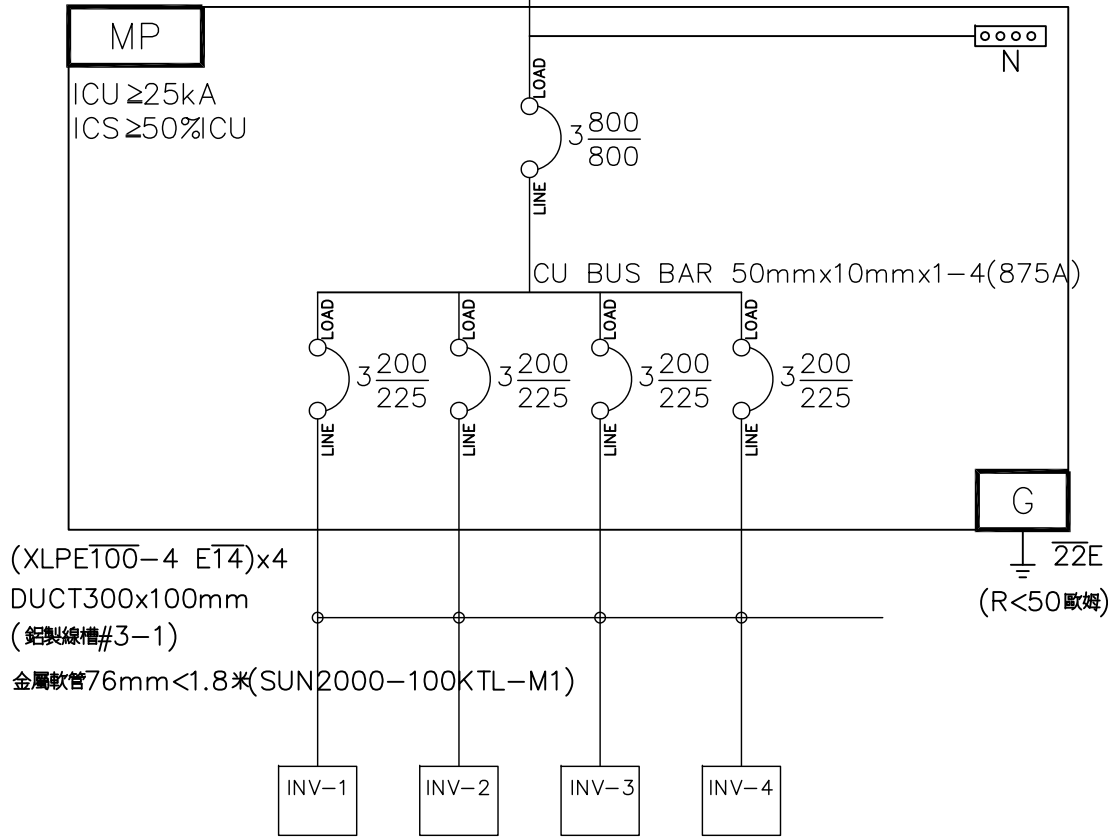 MP
ICU≧25kA
ICS≧50%ICU
N
LOAD
3 800
800
LINE
CU BUS BAR 50mmx10mmx1-4(875A)
LOAD
LOAD
LOAD
LOAD
3 200
225
3 200
225
3 200
225
3 200
225
LINE
LINE
LINE
LINE
G
22E
(R<50歐姆)
(XLPE100-4 E14)x4
DUCT300x100mm
(鋁製線槽#3-1)
金屬軟管76mm<1.8米(SUN2000-100KTL-M1)
INV-1
INV-2
INV-3
INV-4